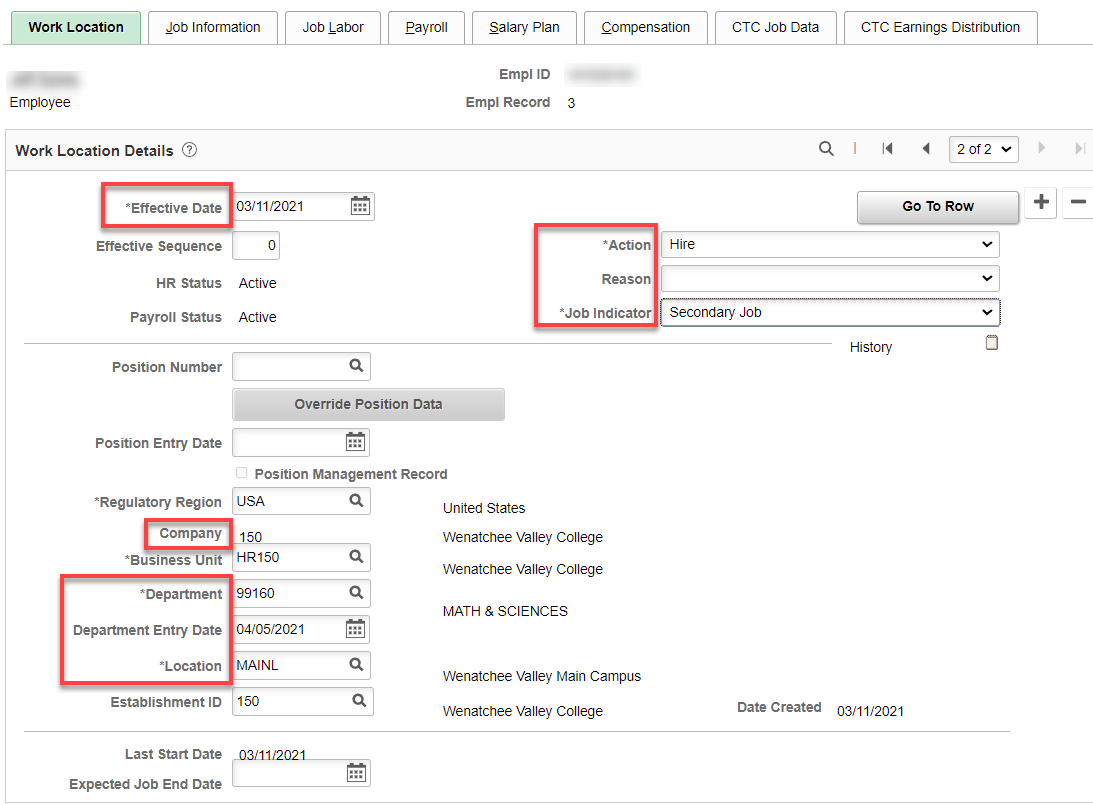 Work Location Job Information Job Labor Payroll Salary Plan Compensation CTC Job Data CTC Earnings Distribution
Empl ID
Employee Empl Record 3
Work Location Details 2 of 2
*Effective Date 03/11/2021 Go To Row
Effective Sequence 0 *Action Hire
HR Status Active Reason
Payroll Status Active *Job Indicator Secondary Job
History
Position Number
Override Position Data
Position Entry Date
Position Management Record
*Regulatory Region USA United States
Company 150 Wenatchee Valley College
*Business Unit HR150 Wenatchee Valley College
*Department 99160 MATH & SCIENCES
Department Entry Date 04/05/2021
*Location MAINL Wenatchee Valley Main Campus
Establishment ID 150 Wenatchee Valley College Date Created 03/11/2021
Last Start Date 03/11/2021
Expected Job End Date